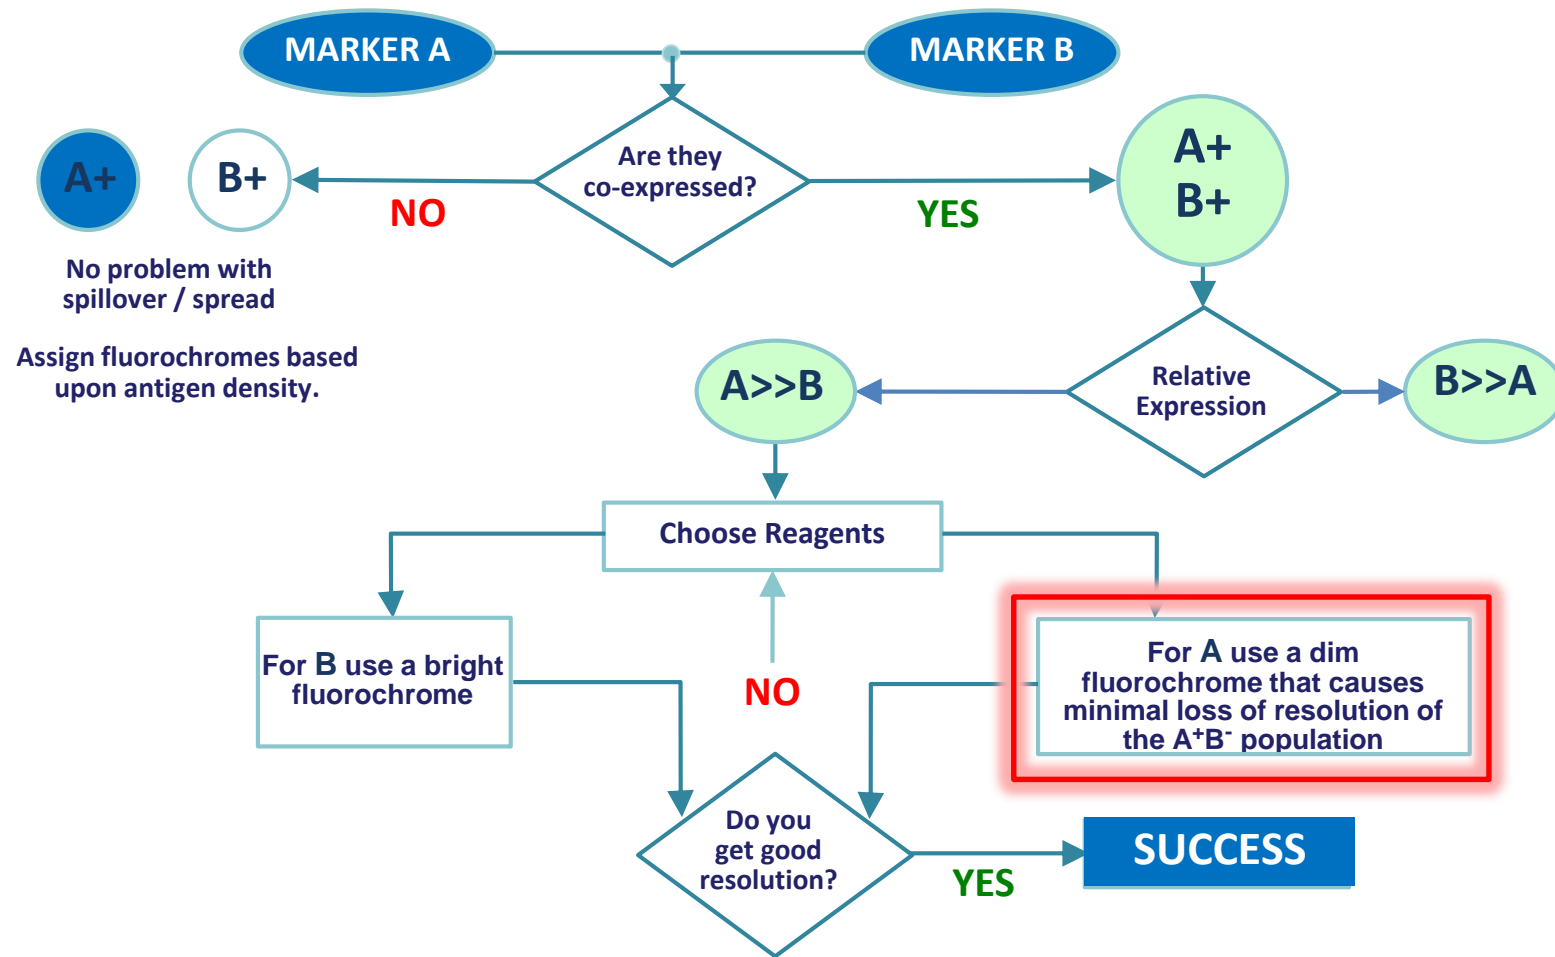 MARKER A
MARKER B
Are they
co-expressed?
A+
B+
NO
YES
A+
B+
No problem with
spillover / spread
Assign fluorochromes based
upon antigen density.
A>>B
Relative
Expression
B>>A
Choose Reagents
For B use a bright
fluorochrome
NO
For A use a dim
fluorochrome that causes
minimal loss of resolution of
the A⁺B⁻ population
Do you
get good
resolution?
YES
SUCCESS